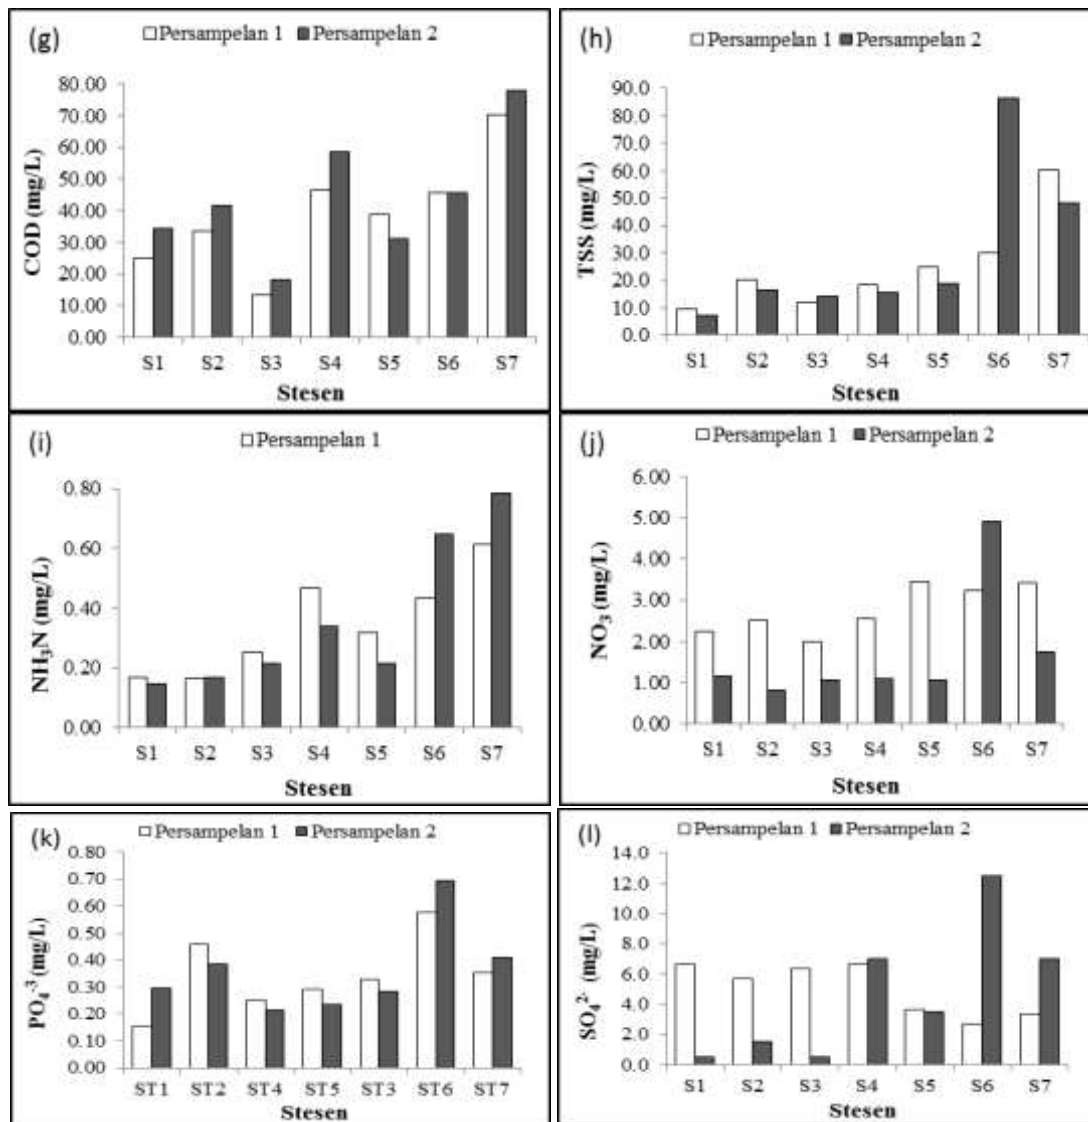 (g)
□ Persampelan 1 ■ Persampelan 2
COD (mg/L)
80.00
70.00
60.00
50.00
40.00
30.00
20.00
10.00
0.00
S1 S2 S3 S4 S5 S6 S7
Stesen
(h)
□ Persampelan 1 ■ Persampelan 2
TSS (mg/L)
90.0
80.0
70.0
60.0
50.0
40.0
30.0
20.0
10.0
0.0
S1 S2 S3 S4 S5 S6 S7
Stesen
(i)
□ Persampelan 1
NH₃N (mg/L)
0.80
0.60
0.40
0.20
0.00
S1 S2 S3 S4 S5 S6 S7
Stesen
(j)
□ Persampelan 1 ■ Persampelan 2
NO₃ (mg/L)
6.00
5.00
4.00
3.00
2.00
1.00
0.00
S1 S2 S3 S4 S5 S6 S7
Stesen
(k)
□ Persampelan 1 ■ Persampelan 2
PO₄⁻³ (mg/L)
0.80
0.70
0.60
0.50
0.40
0.30
0.20
0.10
0.00
ST1 ST2 ST4 ST5 ST3 ST6 ST7
Stesen
(l)
□ Persampelan 1 ■ Persampelan 2
SO₄²⁻ (mg/L)
14.0
12.0
10.0
8.0
6.0
4.0
2.0
0.0
S1 S2 S3 S4 S5 S6 S7
Stesen